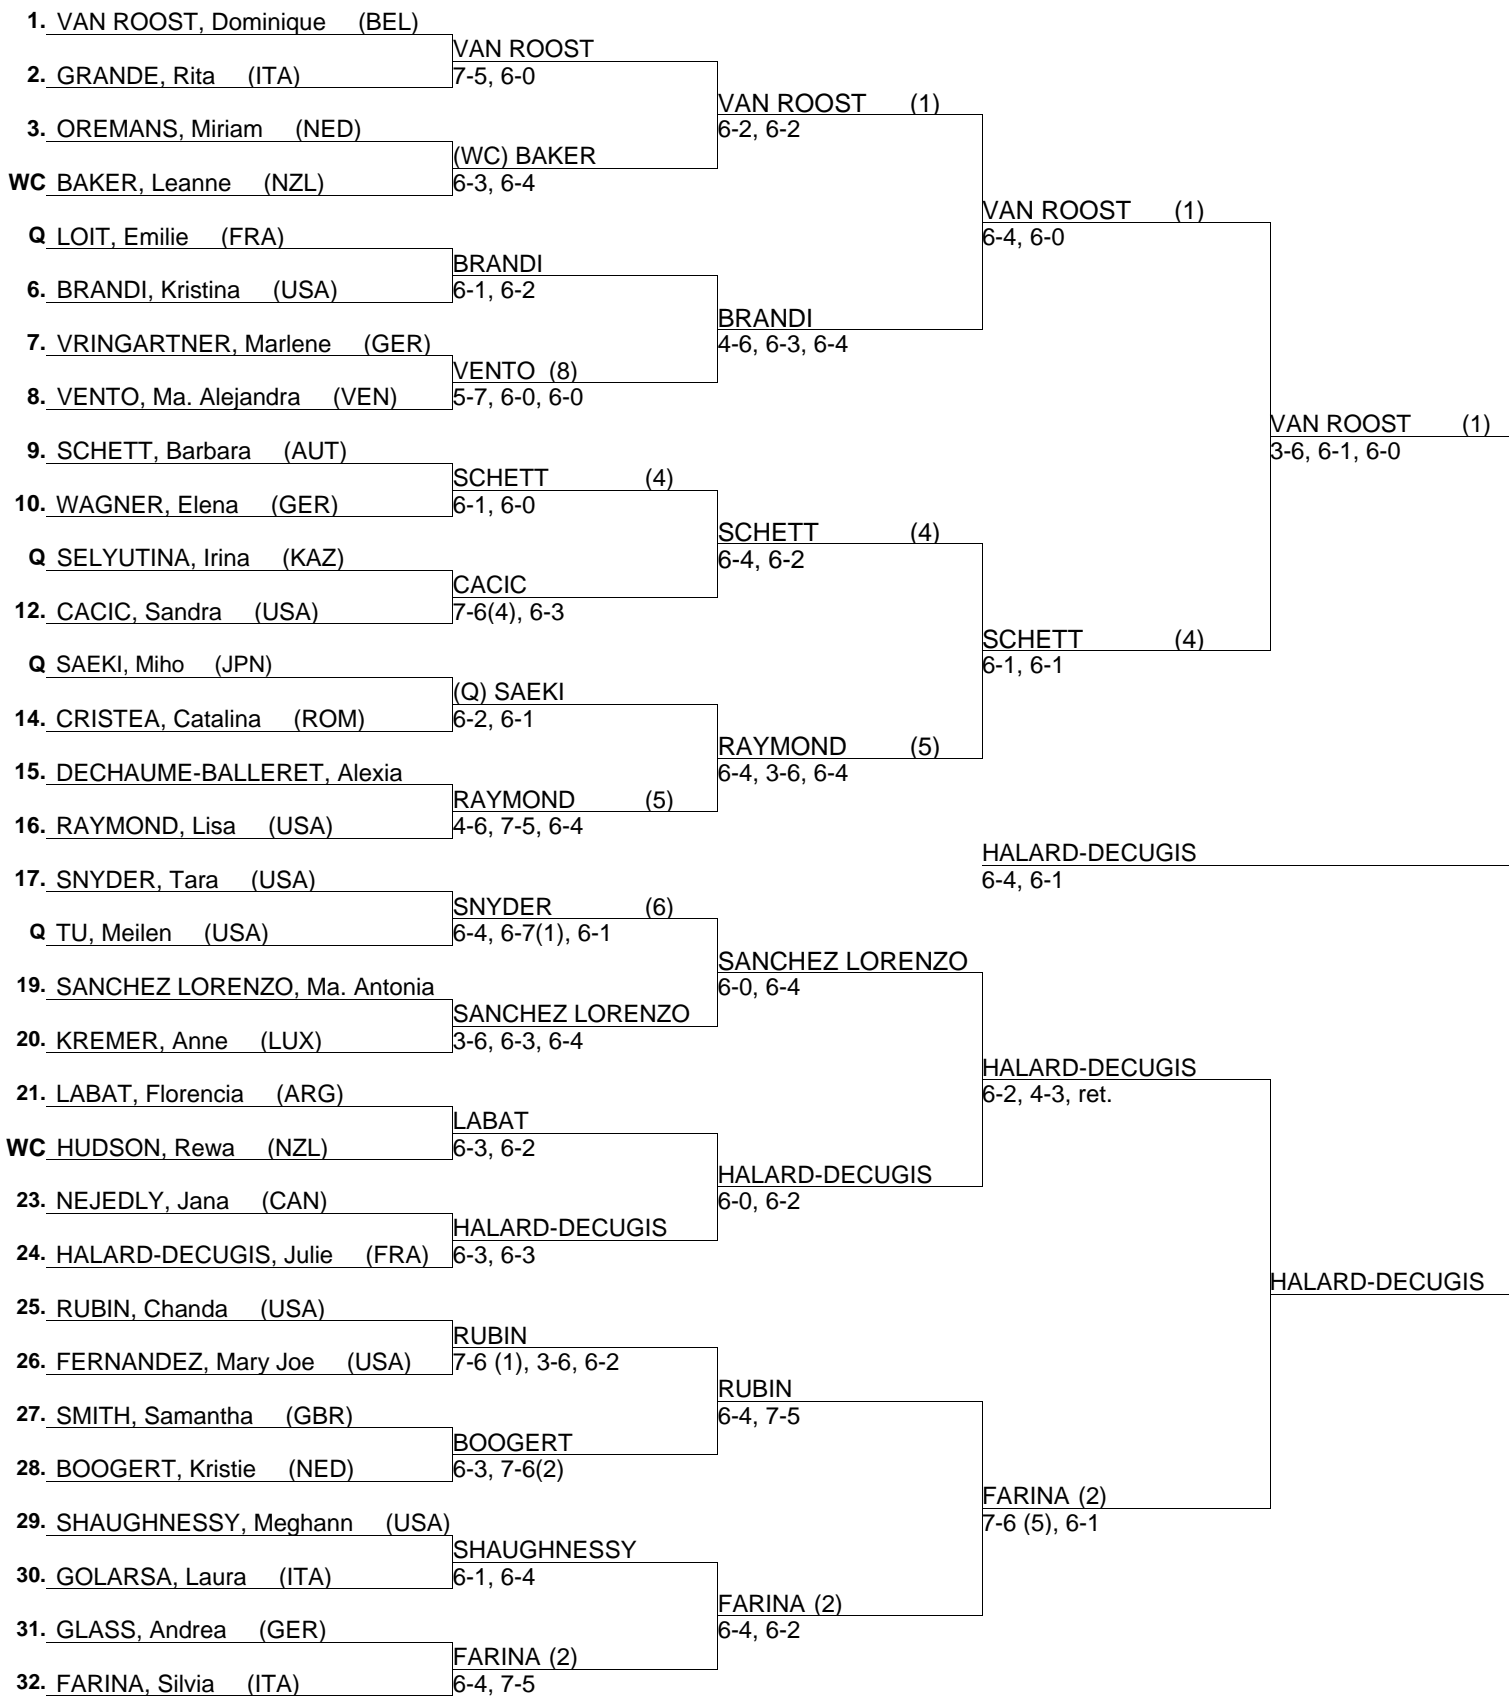 1. VAN ROOST, Dominique (BEL)
VAN ROOST
2. GRANDE, Rita (ITA)
7-5, 6-0
VAN ROOST (1)
6-2, 6-2
3. OREMANS, Miriam (NED)
(WC) BAKER
WC BAKER, Leanne (NZL)
6-3, 6-4
VAN ROOST (1)
6-4, 6-0
Q LOIT, Emilie (FRA)
BRANDI
6. BRANDI, Kristina (USA)
6-1, 6-2
BRANDI
4-6, 6-3, 6-4
7. VRINGARTNER, Marlene (GER)
VENTO (8)
8. VENTO, Ma. Alejandra (VEN)
5-7, 6-0, 6-0
VAN ROOST (1)
3-6, 6-1, 6-0
9. SCHETT, Barbara (AUT)
SCHETT (4)
10. WAGNER, Elena (GER)
6-1, 6-0
SCHETT (4)
6-4, 6-2
Q SELYUTINA, Irina (KAZ)
CACIC
12. CACIC, Sandra (USA)
7-6(4), 6-3
SCHETT (4)
6-1, 6-1
Q SAEKI, Miho (JPN)
(Q) SAEKI
14. CRISTEA, Catalina (ROM)
6-2, 6-1
RAYMOND (5)
6-4, 3-6, 6-4
15. DECHAUME-BALLERET, Alexia
RAYMOND (5)
16. RAYMOND, Lisa (USA)
4-6, 7-5, 6-4
HALARD-DECUGIS
6-4, 6-1
17. SNYDER, Tara (USA)
SNYDER (6)
Q TU, Meilen (USA)
6-4, 6-7(1), 6-1
SANCHEZ LORENZO
6-0, 6-4
19. SANCHEZ LORENZO, Ma. Antonia
SANCHEZ LORENZO
20. KREMER, Anne (LUX)
3-6, 6-3, 6-4
HALARD-DECUGIS
6-2, 4-3, ret.
21. LABAT, Florencia (ARG)
LABAT
WC HUDSON, Rewa (NZL)
6-3, 6-2
HALARD-DECUGIS
6-0, 6-2
23. NEJEDLY, Jana (CAN)
HALARD-DECUGIS
24. HALARD-DECUGIS, Julie (FRA)
6-3, 6-3
HALARD-DECUGIS
25. RUBIN, Chanda (USA)
RUBIN
26. FERNANDEZ, Mary Joe (USA)
7-6 (1), 3-6, 6-2
RUBIN
6-4, 7-5
27. SMITH, Samantha (GBR)
BOOGERT
28. BOOGERT, Kristie (NED)
6-3, 7-6(2)
FARINA (2)
7-6 (5), 6-1
29. SHAUGHNESSY, Meghann (USA)
SHAUGHNESSY
30. GOLARSA, Laura (ITA)
6-1, 6-4
FARINA (2)
6-4, 6-2
31. GLASS, Andrea (GER)
FARINA (2)
32. FARINA, Silvia (ITA)
6-4, 7-5